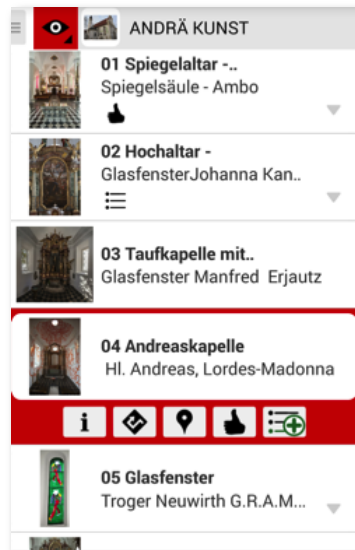 ANDRÄ KUNST
01 Spiegelaltar -..
Spiegelsäule - Ambo
02 Hochaltar -
GlasfensterJohanna Kan..
03 Taufkapelle mit..
Glasfenster Manfred Erjautz
04 Andreaskapelle
Hl. Andreas, Lordes-Madonna
i
05 Glasfenster
Troger Neuwirth G.R.A.M...